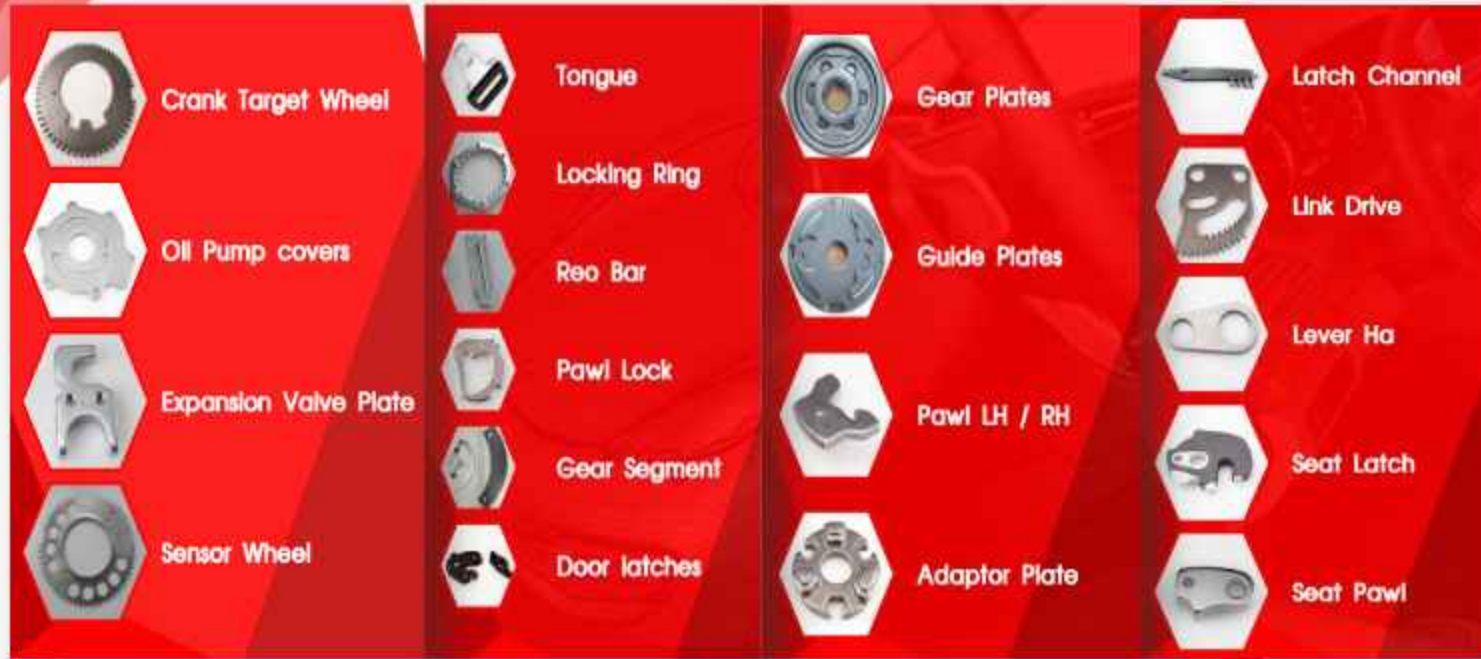 Crank Target Wheel
Oil Pump covers
Expansion Valve Plate
Sensor Wheel
Tongue
Locking Ring
Reo Bar
Pawl Lock
Gear Segment
Door latches
Gear Plates
Guide Plates
Pawl LH / RH
Adaptor Plate
Latch Channel
Link Drive
Lever Ha
Seat Latch
Seat Pawl